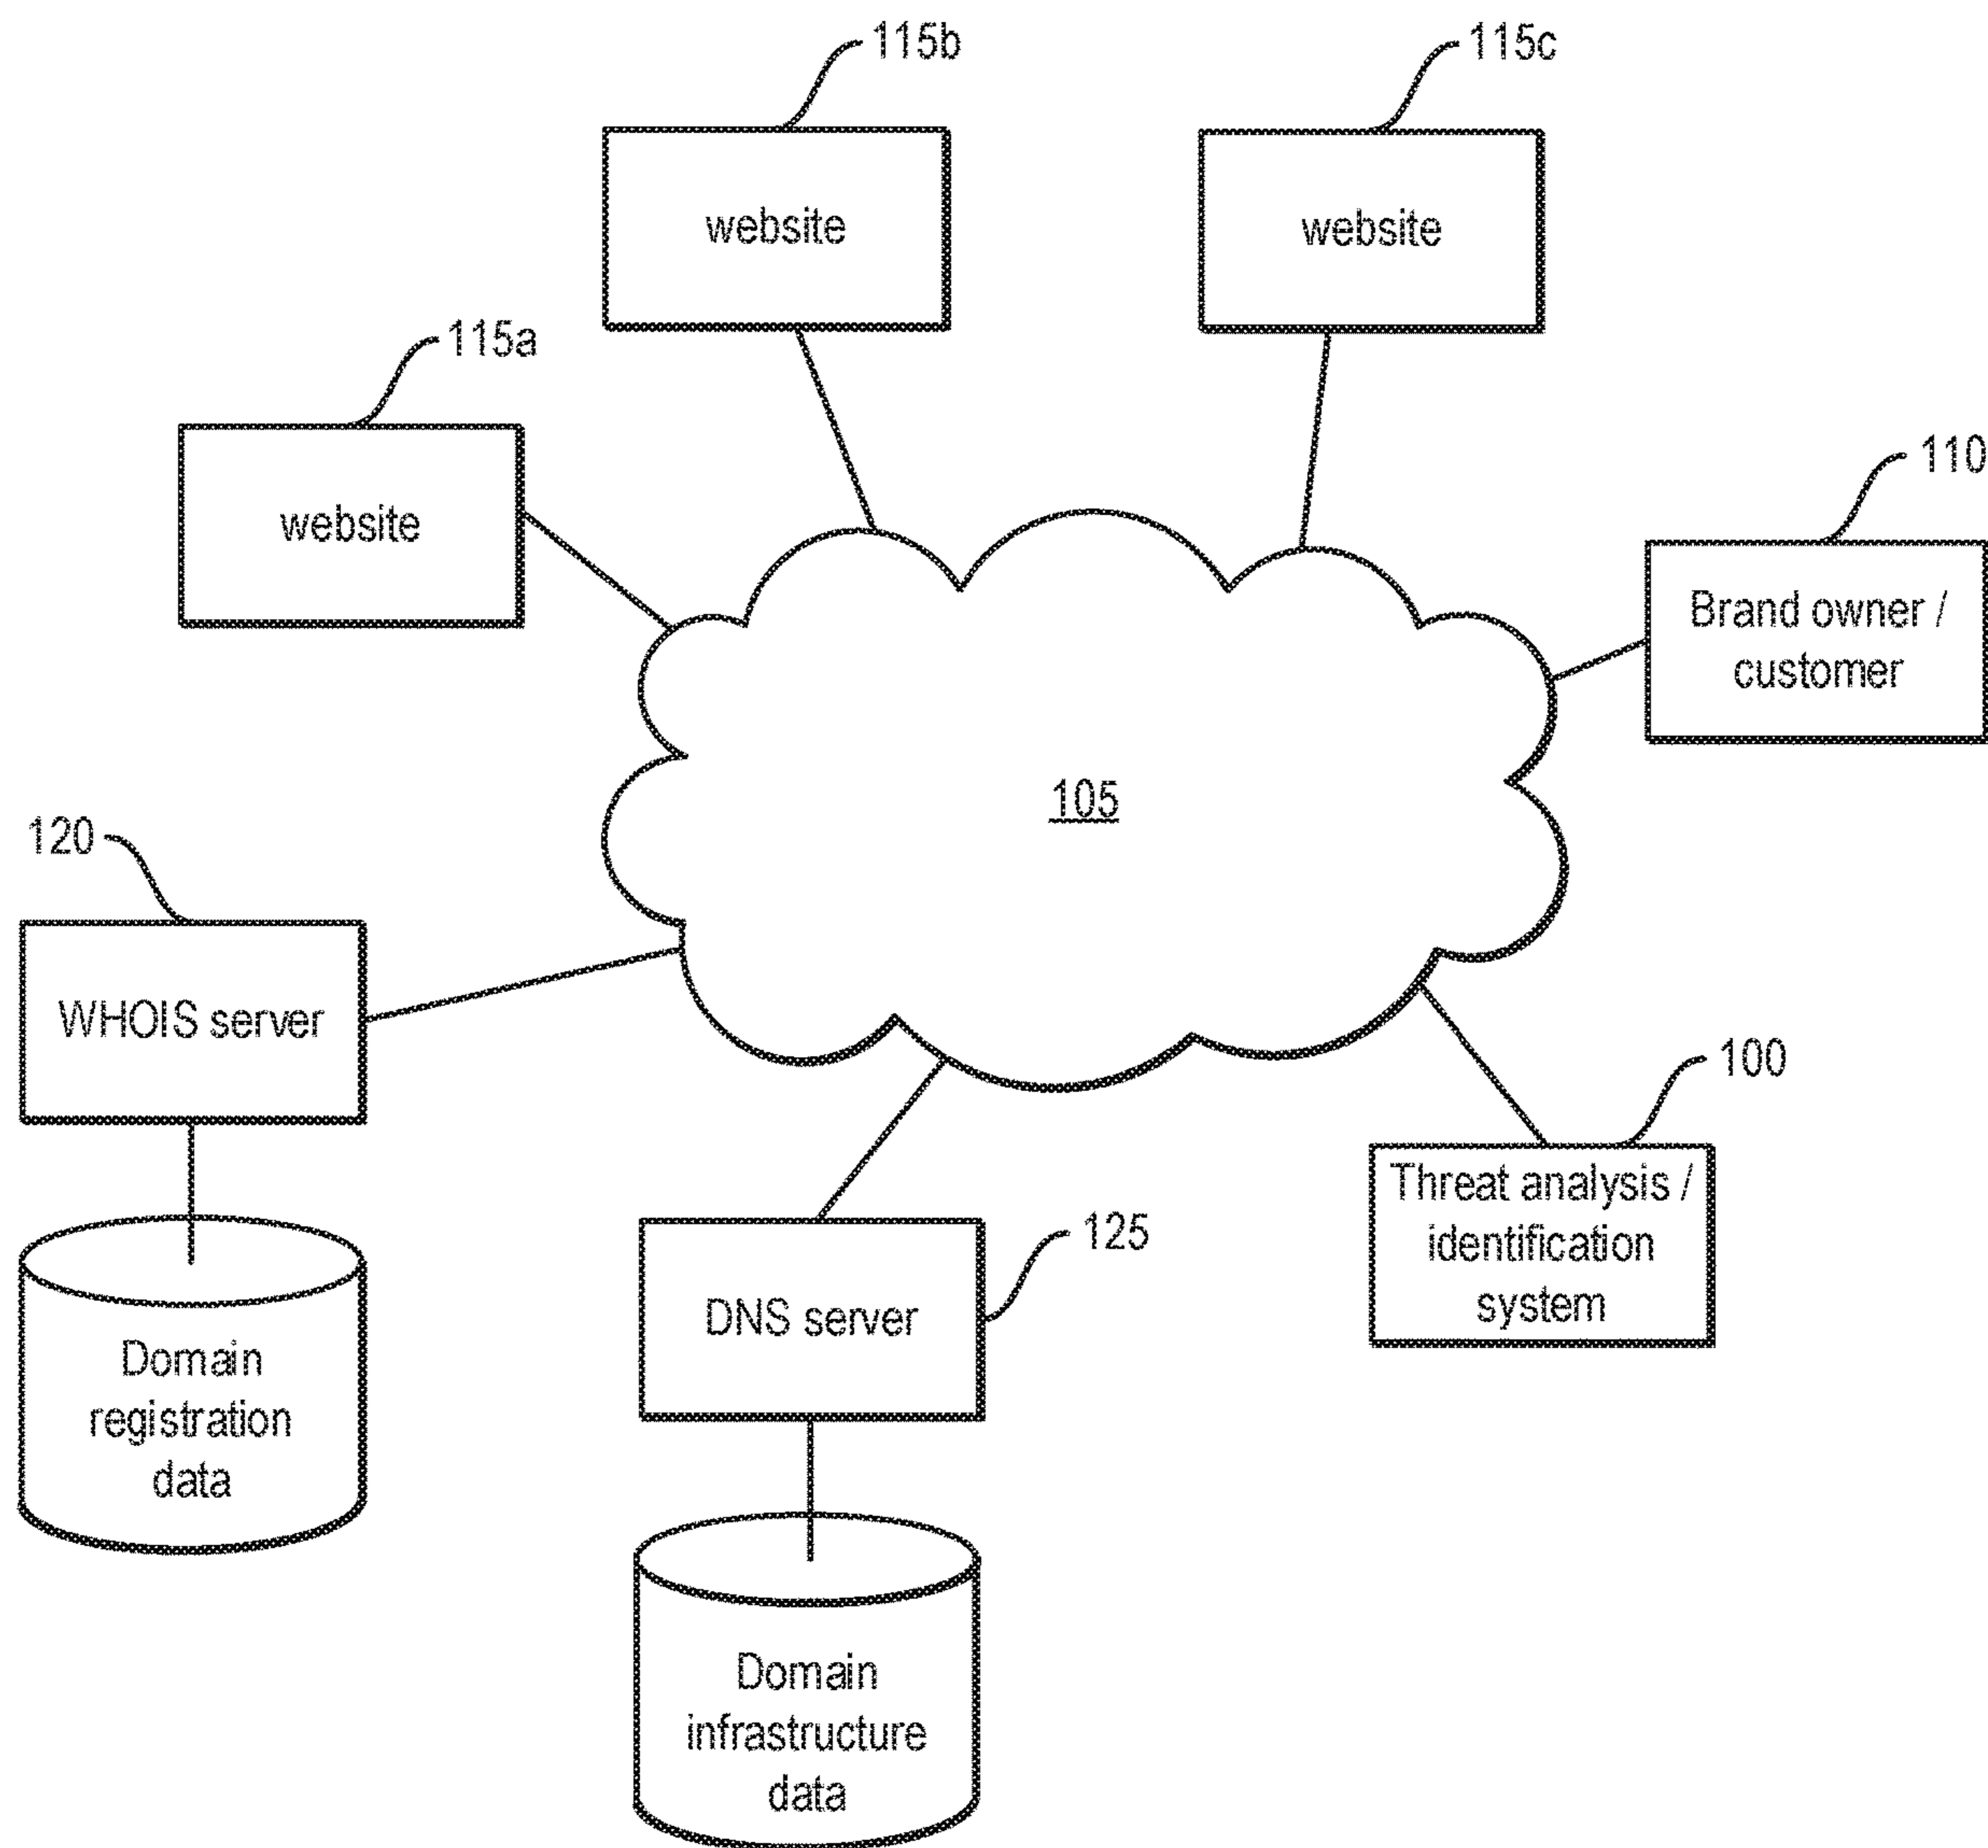 115b
115c
website
website
115a
website
110
Brand owner /
customer
105
120
WHOIS server
100
Threat analysis /
identification
system
125
DNS server
Domain
registration
data
Domain
infrastructure
data